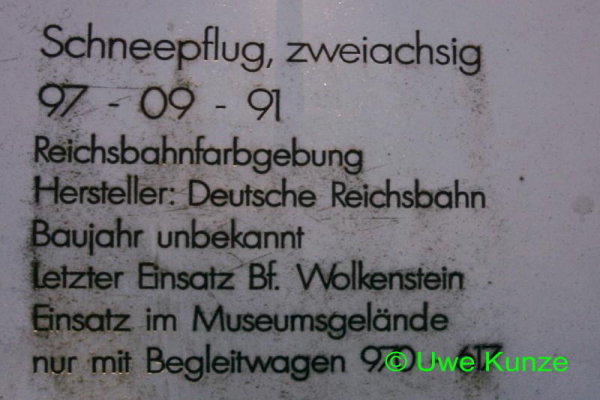 Schneepflug, zweiachsig
97 - 09 - 91
Reichsbahnfarbgebung
Hersteller: Deutsche Reichsbahn
Baujahr unbekannt
Letzter Einsatz Bf. Wolkenstein
Einsatz im Museumsgelände
nur mit Begleitwagen
© Uwe Kunze